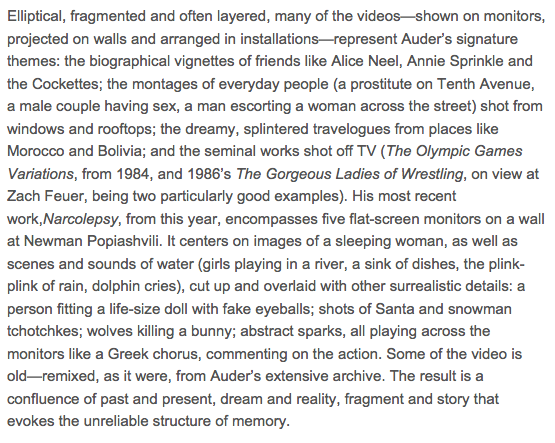 Elliptical, fragmented and often layered, many of the videos—shown on monitors,
projected on walls and arranged in installations—represent Auder's signature
themes: the biographical vignettes of friends like Alice Neel, Annie Sprinkle and
the Cockettes; the montages of everyday people (a prostitute on Tenth Avenue,
a male couple having sex, a man escorting a woman across the street) shot from
windows and rooftops; the dreamy, splintered travelogues from places like
Morocco and Bolivia; and the seminal works shot off TV (The Olympic Games
Variations, from 1984, and 1986's The Gorgeous Ladies of Wrestling, on view at
Zach Feuer, being two particularly good examples). His most recent
work,Narcolepsy, from this year, encompasses five flat-screen monitors on a wall
at Newman Popiashvili. It centers on images of a sleeping woman, as well as
scenes and sounds of water (girls playing in a river, a sink of dishes, the plink-
plink of rain, dolphin cries), cut up and overlaid with other surrealistic details: a
person fitting a life-size doll with fake eyeballs; shots of Santa and snowman
tchotchkes; wolves killing a bunny; abstract sparks, all playing across the
monitors like a Greek chorus, commenting on the action. Some of the video is
old—remixed, as it were, from Auder's extensive archive. The result is a
confluence of past and present, dream and reality, fragment and story that
evokes the unreliable structure of memory.